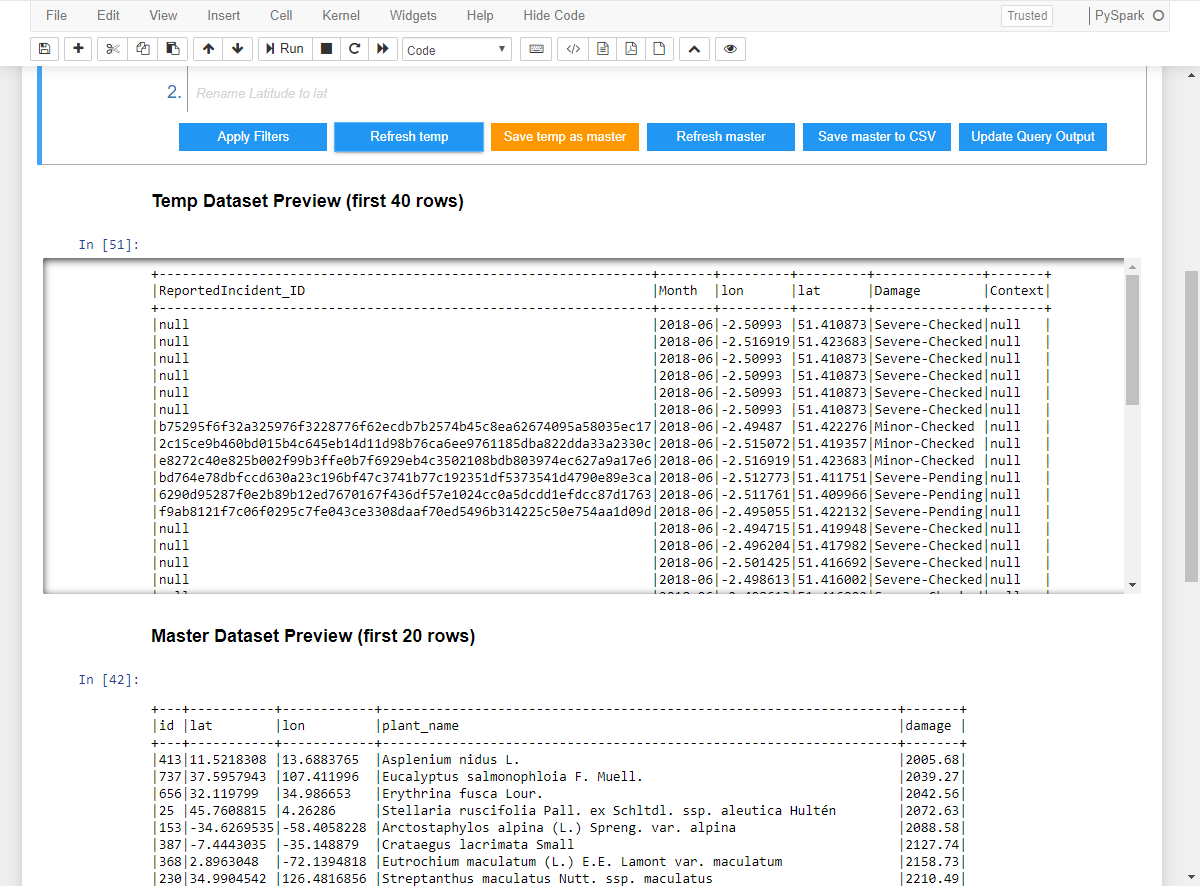 File Edit View Insert Cell Kernel Widgets Help Hide Code Trusted PySpark
Run Code
2. Rename Latitude to lat
Apply Filters Refresh temp Save temp as master Refresh master Save master to CSV Update Query Output
Temp Dataset Preview (first 40 rows)
In [51]:
+----------------------------------------------------------------+-------+---------+---------+--------------+-------+
|ReportedIncident_ID |Month |lon |lat |Damage |Context|
+----------------------------------------------------------------+-------+---------+---------+--------------+-------+
|null |2018-06|-2.50993 |51.410873|Severe-Checked|null |
|null |2018-06|-2.516919|51.423683|Severe-Checked|null |
|null |2018-06|-2.50993 |51.410873|Severe-Checked|null |
|null |2018-06|-2.50993 |51.410873|Severe-Checked|null |
|null |2018-06|-2.50993 |51.410873|Severe-Checked|null |
|null |2018-06|-2.50993 |51.410873|Severe-Checked|null |
|b75295f6f32a325976f3228776f62ecdb7b2574b45c8ea62674095a58035ec17|2018-06|-2.49487 |51.422276|Minor-Checked |null |
|2c15ce9b460bd015b4c645eb14d11d98b76ca6ee9761185dba822dda33a2330c|2018-06|-2.515072|51.419357|Minor-Checked |null |
|e8272c40e825b002f99b3ffe0b7f6929eb4c3502108bdb803974ec627a9a17e6|2018-06|-2.516919|51.423683|Minor-Checked |null |
|bd764e78dbfccd630a23c196bf47c3741b77c192351df5373541d4790e89e3ca|2018-06|-2.512773|51.411751|Severe-Pending|null |
|6290d95287f0e2b89b12ed7670167f436df57e1024cc0a5dcdd1efdcc87d1763|2018-06|-2.511761|51.409966|Severe-Pending|null |
|f9ab8121f7c06f0295c7fe043ce3308daaf70ed5496b314225c50e754aa1d09d|2018-06|-2.495055|51.422132|Severe-Pending|null |
|null |2018-06|-2.494715|51.419948|Severe-Checked|null |
|null |2018-06|-2.496204|51.417982|Severe-Checked|null |
|null |2018-06|-2.501425|51.416692|Severe-Checked|null |
|null |2018-06|-2.498613|51.416002|Severe-Checked|null |
Master Dataset Preview (first 20 rows)
In [42]:
+---+-----------+-----------+-------------------------------------------------------------------+-------+
|id |lat |lon |plant_name |damage |
+---+-----------+-----------+-------------------------------------------------------------------+-------+
|413|11.5218308 |13.6883765 |Asplenium nidus L. |2005.68|
|737|37.5957943 |107.411996 |Eucalyptus salmonophloia F. Muell. |2039.27|
|656|32.119799 |34.986653 |Erythrina fusca Lour. |2042.56|
|25 |45.7608815 |4.26286 |Stellaria ruscifolia Pall. ex Schltdl. ssp. aleutica Hultén |2072.63|
|153|-34.6269535|-58.4058228 |Arctostaphylos alpina (L.) Spreng. var. alpina |2088.58|
|387|-7.4443035 |-35.148879 |Crataegus lacrimata Small |2127.74|
|368|2.8963048 |-72.1394818 |Eutrochium maculatum (L.) E.E. Lamont var. maculatum |2158.73|
|230|34.9904542 |126.4816856 |Streptanthus maculatus Nutt. ssp. maculatus |2210.49|